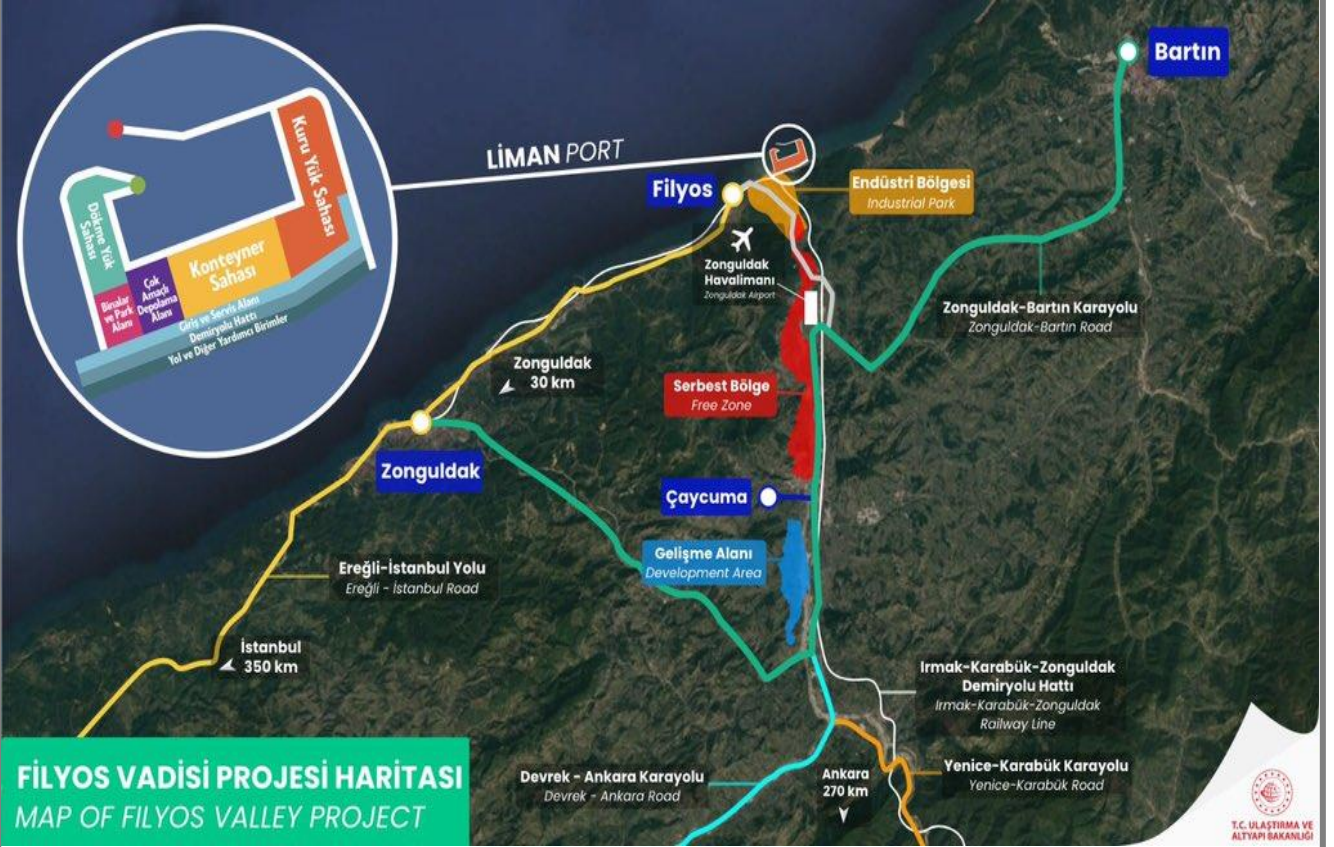 Bartın
LİMAN PORT
Kuru Yük Sahası
Dökme Yük
Sahası
Konteyner
Sahası
Çok
Amaçlı
Depolama
Alanı
Binalar
ve Park
Alanı
Giriş ve Servis Alanı
Demiryolu Hattı
Yol ve Diğer Yardımcı Birimler
Filyos
Endüstri Bölgesi
Industrial Park
Zonguldak
Havalimanı
Zonguldak Airport
Zonguldak-Bartın Karayolu
Zonguldak-Bartın Road
Zonguldak
30 km
Serbest Bölge
Free Zone
Zonguldak
Çaycuma
Gelişme Alanı
Development Area
Ereğli-İstanbul Yolu
Ereğli - İstanbul Road
İstanbul
350 km
Irmak-Karabük-Zonguldak
Demiryolu Hattı
Irmak-Karabük-Zonguldak
Railway Line
Devrek - Ankara Karayolu
Devrek - Ankara Road
Ankara
270 km
Yenice-Karabük Karayolu
Yenice-Karabük Road
FİLYOS VADİSİ PROJESİ HARİTASI
MAP OF FILYOS VALLEY PROJECT
T.C. ULAŞTIRMA VE
ALTYAPI BAKANLIĞI